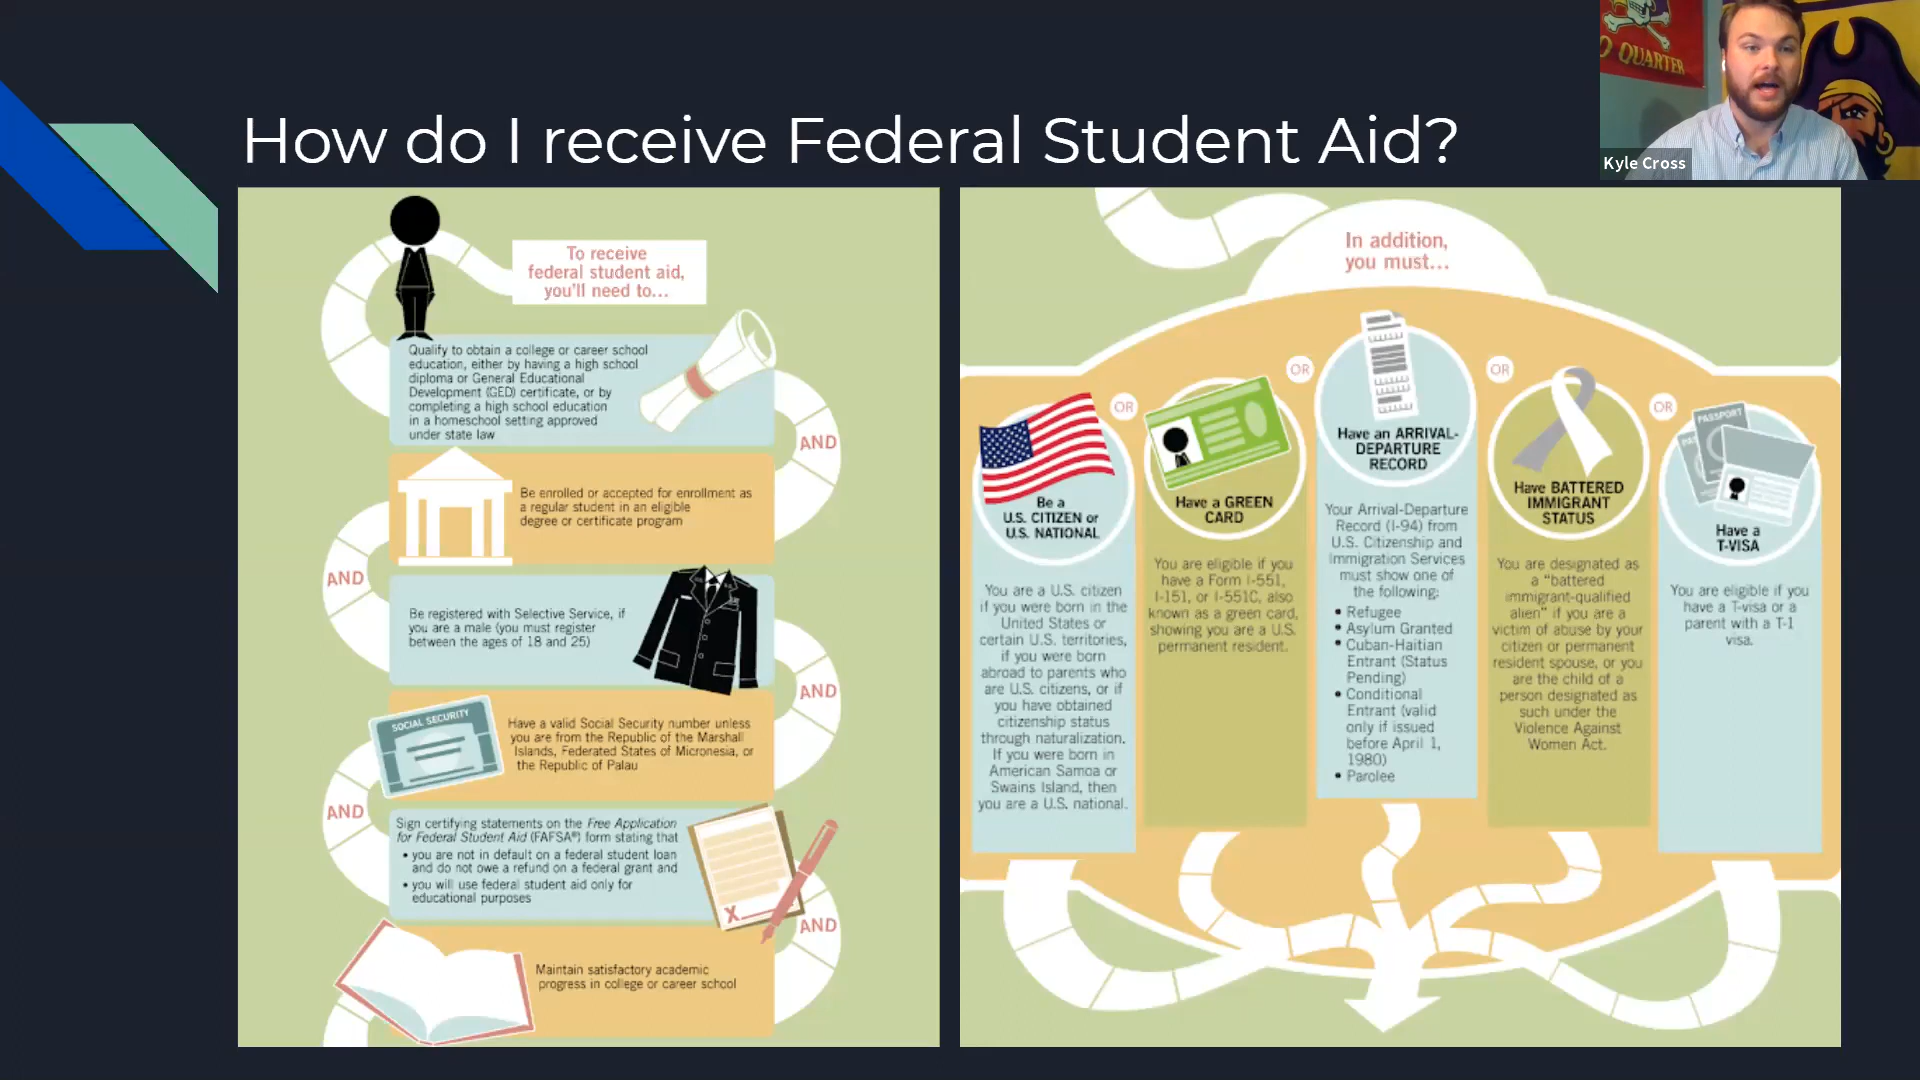 How do I receive Federal Student Aid?
O QUARTER
Kyle Cross
To receive
federal student aid,
you'll need to...
Qualify to obtain a college or career school
education, either by having a high school
diploma or General Educational
Development (GED) certificate, or by
completing a high school education
in a homeschool setting approved
under state law
AND
Be enrolled or accepted for enrollment as
a regular student in an eligible
degree or certificate program
AND
Be registered with Selective Service, if
you are a male (you must register
between the ages of 18 and 25)
AND
SOCIAL SECURITY
Have a valid Social Security number unless
you are from the Republic of the Marshall
Islands, Federated States of Micronesia, or
the Republic of Palau
AND
Sign certifying statements on the Free Application
for Federal Student Aid (FAFSA®) form stating that
• you are not in default on a federal student loan
and do not owe a refund on a federal grant and
• you will use federal student aid only for
educational purposes
X
AND
Maintain satisfactory academic
progress in college or career school
In addition,
you must...
Be a
U.S. CITIZEN or
U.S. NATIONAL
You are a U.S. citizen
if you were born in the
United States or
certain U.S. territories,
if you were born
abroad to parents who
are U.S. citizens, or if
you have obtained
citizenship status
through naturalization.
If you were born in
American Samoa or
Swains Island, then
you are a U.S. national.
OR
Have a GREEN
CARD
You are eligible if you
have a Form I-551,
I-151, or I-551C, also
known as a green card,
showing you are a U.S.
permanent resident.
OR
Have an ARRIVAL-
DEPARTURE
RECORD
Your Arrival-Departure
Record (I-94) from
U.S. Citizenship and
Immigration Services
must show one of
the following:
• Refugee
• Asylum Granted
• Cuban-Haitian
Entrant (Status
Pending)
• Conditional
Entrant (valid
only if issued
before April 1,
1980)
• Parolee
OR
Have BATTERED
IMMIGRANT
STATUS
You are designated as
a "battered
immigrant-qualified
alien" if you are a
victim of abuse by your
citizen or permanent
resident spouse, or you
are the child of a
person designated as
such under the
Violence Against
Women Act.
OR
PASSPORT
Have a
T-VISA
You are eligible if you
have a T-visa or a
parent with a T-1
visa.